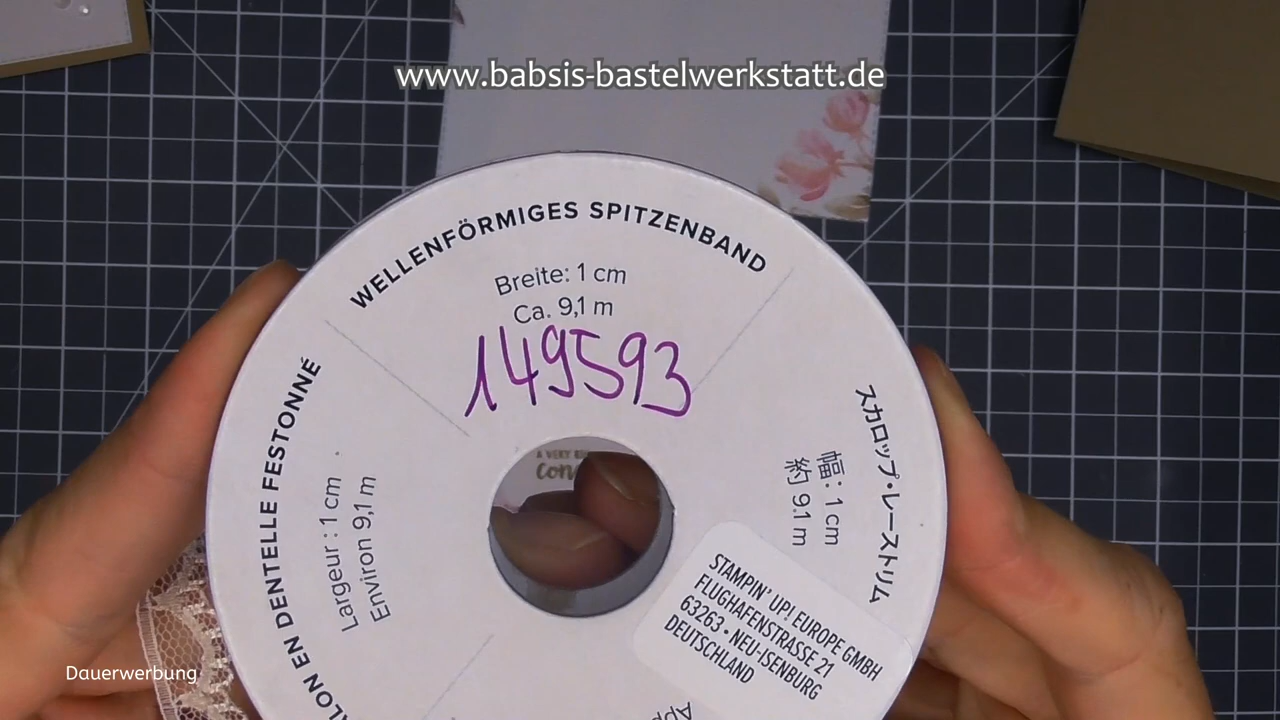 www.babsis-bastelwerkstatt.de
WELLENFÖRMIGES SPITZENBAND
Breite: 1 cm
Ca. 9,1 m
149593
スカロップ・レーストリム
幅: 1 cm
約 9.1 m
DENTELLE FESTONNÉ
EN
Largeur : 1 cm
Environ 9,1 m
A VERY
STAMPIN' UP! EUROPE GMBH
FLUGHAFENSTRASSE 21
63263 • NEU-ISENBURG
DEUTSCHLAND
Dauerwerbung